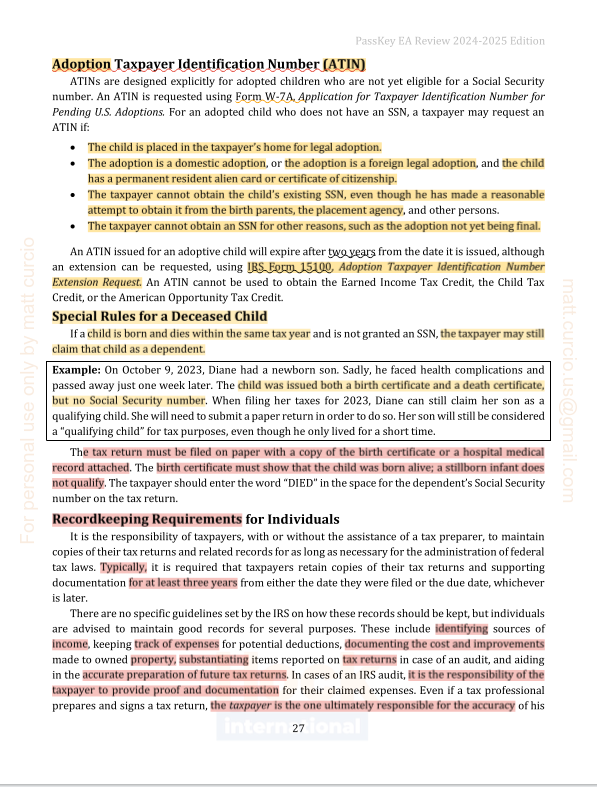 PassKey EA Review 2024-2025 Edition
Adoption Taxpayer Identification Number (ATIN)
ATINs are designed explicitly for adopted children who are not yet eligible for a Social Security
number. An ATIN is requested using Form W-7A, Application for Taxpayer Identification Number for
Pending U.S. Adoptions. For an adopted child who does not have an SSN, a taxpayer may request an
ATIN if:
• The child is placed in the taxpayer's home for legal adoption.
• The adoption is a domestic adoption, or the adoption is a foreign legal adoption, and the child
has a permanent resident alien card or certificate of citizenship.
• The taxpayer cannot obtain the child's existing SSN, even though he has made a reasonable
attempt to obtain it from the birth parents, the placement agency, and other persons.
• The taxpayer cannot obtain an SSN for other reasons, such as the adoption not yet being final.
An ATIN issued for an adoptive child will expire after two years from the date it is issued, although
an extension can be requested, using IRS Form 15100, Adoption Taxpayer Identification Number
Extension Request. An ATIN cannot be used to obtain the Earned Income Tax Credit, the Child Tax
Credit, or the American Opportunity Tax Credit.
Special Rules for a Deceased Child
If a child is born and dies within the same tax year and is not granted an SSN, the taxpayer may still
claim that child as a dependent.
Example: On October 9, 2023, Diane had a newborn son. Sadly, he faced health complications and
passed away just one week later. The child was issued both a birth certificate and a death certificate,
but no Social Security number. When filing her taxes for 2023, Diane can still claim her son as a
qualifying child. She will need to submit a paper return in order to do so. Her son will still be considered
a "qualifying child" for tax purposes, even though he only lived for a short time.
The tax return must be filed on paper with a copy of the birth certificate or a hospital medical
record attached. The birth certificate must show that the child was born alive; a stillborn infant does
not qualify. The taxpayer should enter the word "DIED" in the space for the dependent's Social Security
number on the tax return.
Recordkeeping Requirements for Individuals
It is the responsibility of taxpayers, with or without the assistance of a tax preparer, to maintain
copies of their tax returns and related records for as long as necessary for the administration of federal
tax laws. Typically, it is required that taxpayers retain copies of their tax returns and supporting
documentation for at least three years from either the date they were filed or the due date, whichever
is later.
There are no specific guidelines set by the IRS on how these records should be kept, but individuals
are advised to maintain good records for several purposes. These include identifying sources of
income, keeping track of expenses for potential deductions, documenting the cost and improvements
made to owned property, substantiating items reported on tax returns in case of an audit, and aiding
in the accurate preparation of future tax returns. In cases of an IRS audit, it is the responsibility of the
taxpayer to provide proof and documentation for their claimed expenses. Even if a tax professional
prepares and signs a tax return, the taxpayer is the one ultimately responsible for the accuracy of his
international
27
For personal use only by matt curcio
matt.curcio.us@gmail.com